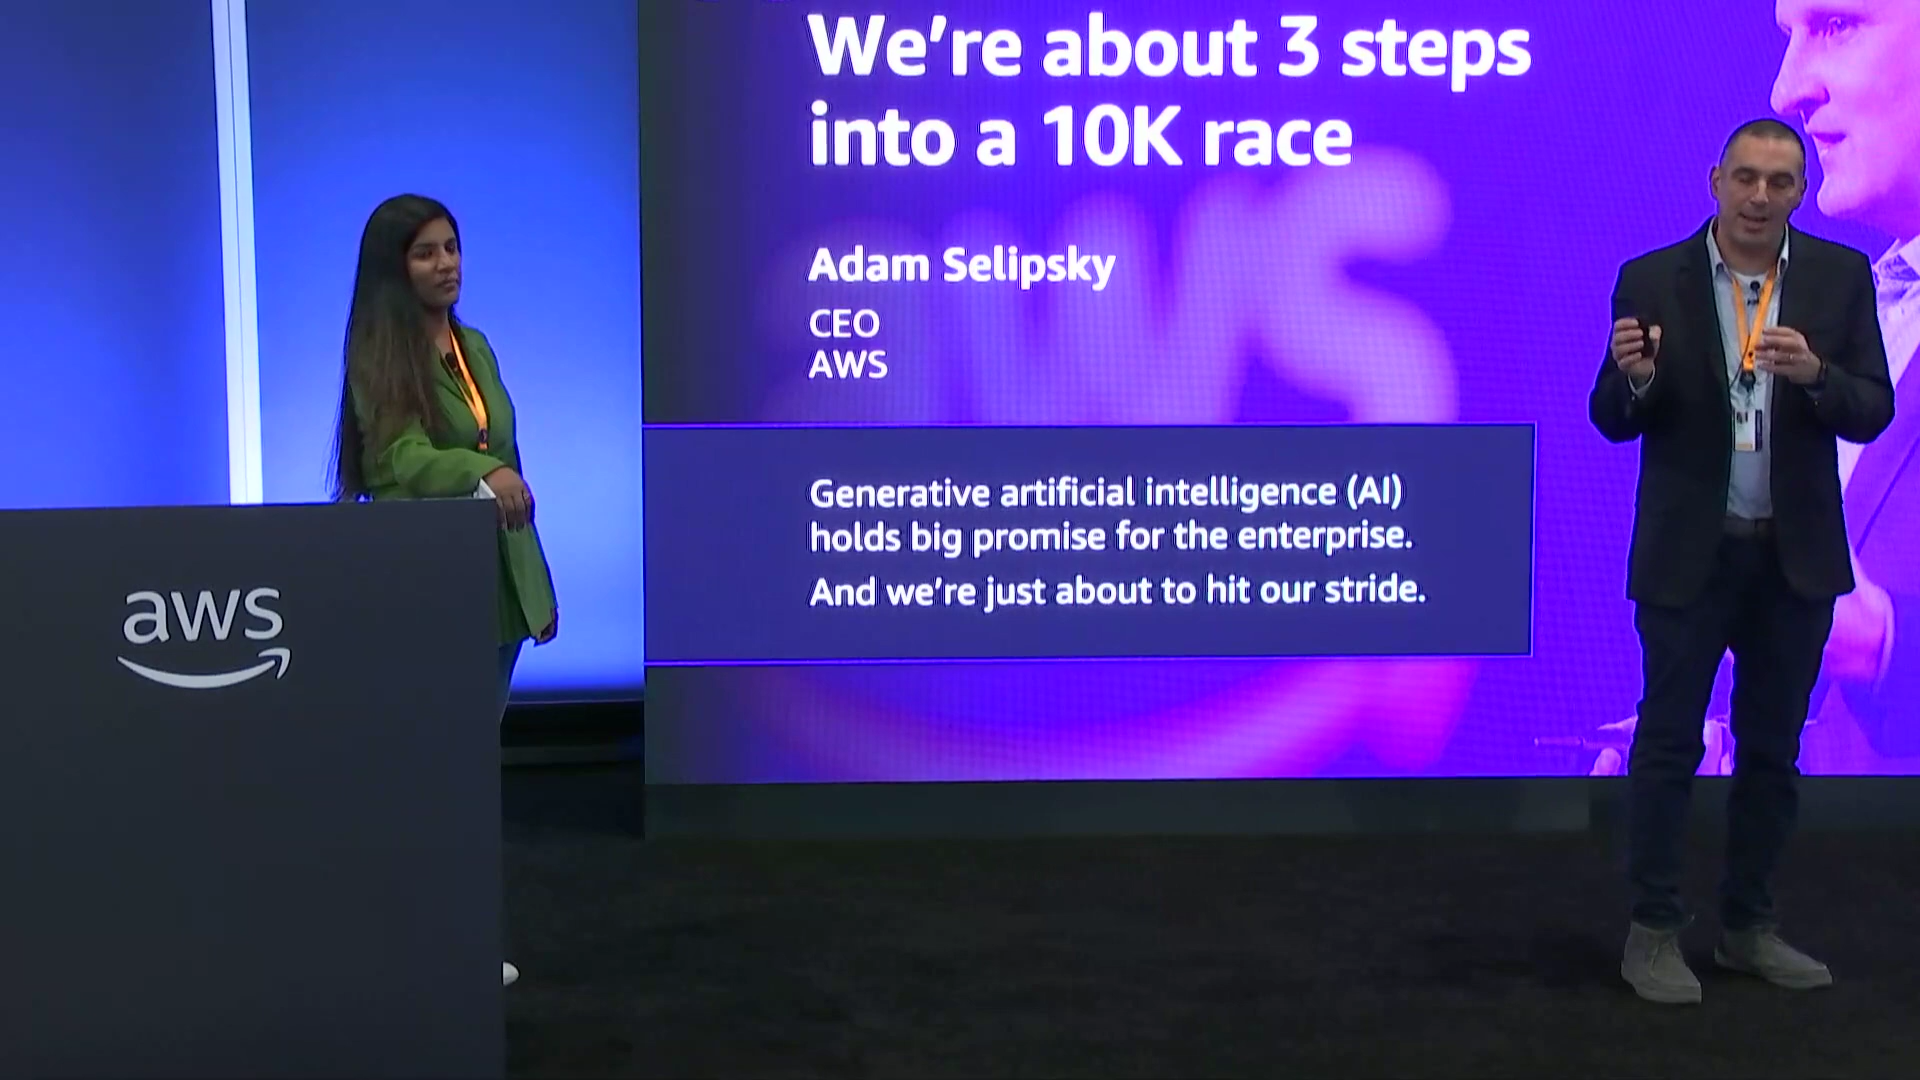 We're about 3 steps
into a 10K race
Adam Selipsky
CEO
AWS
Generative artificial intelligence (AI)
holds big promise for the enterprise.
And we're just about to hit our stride.
aws